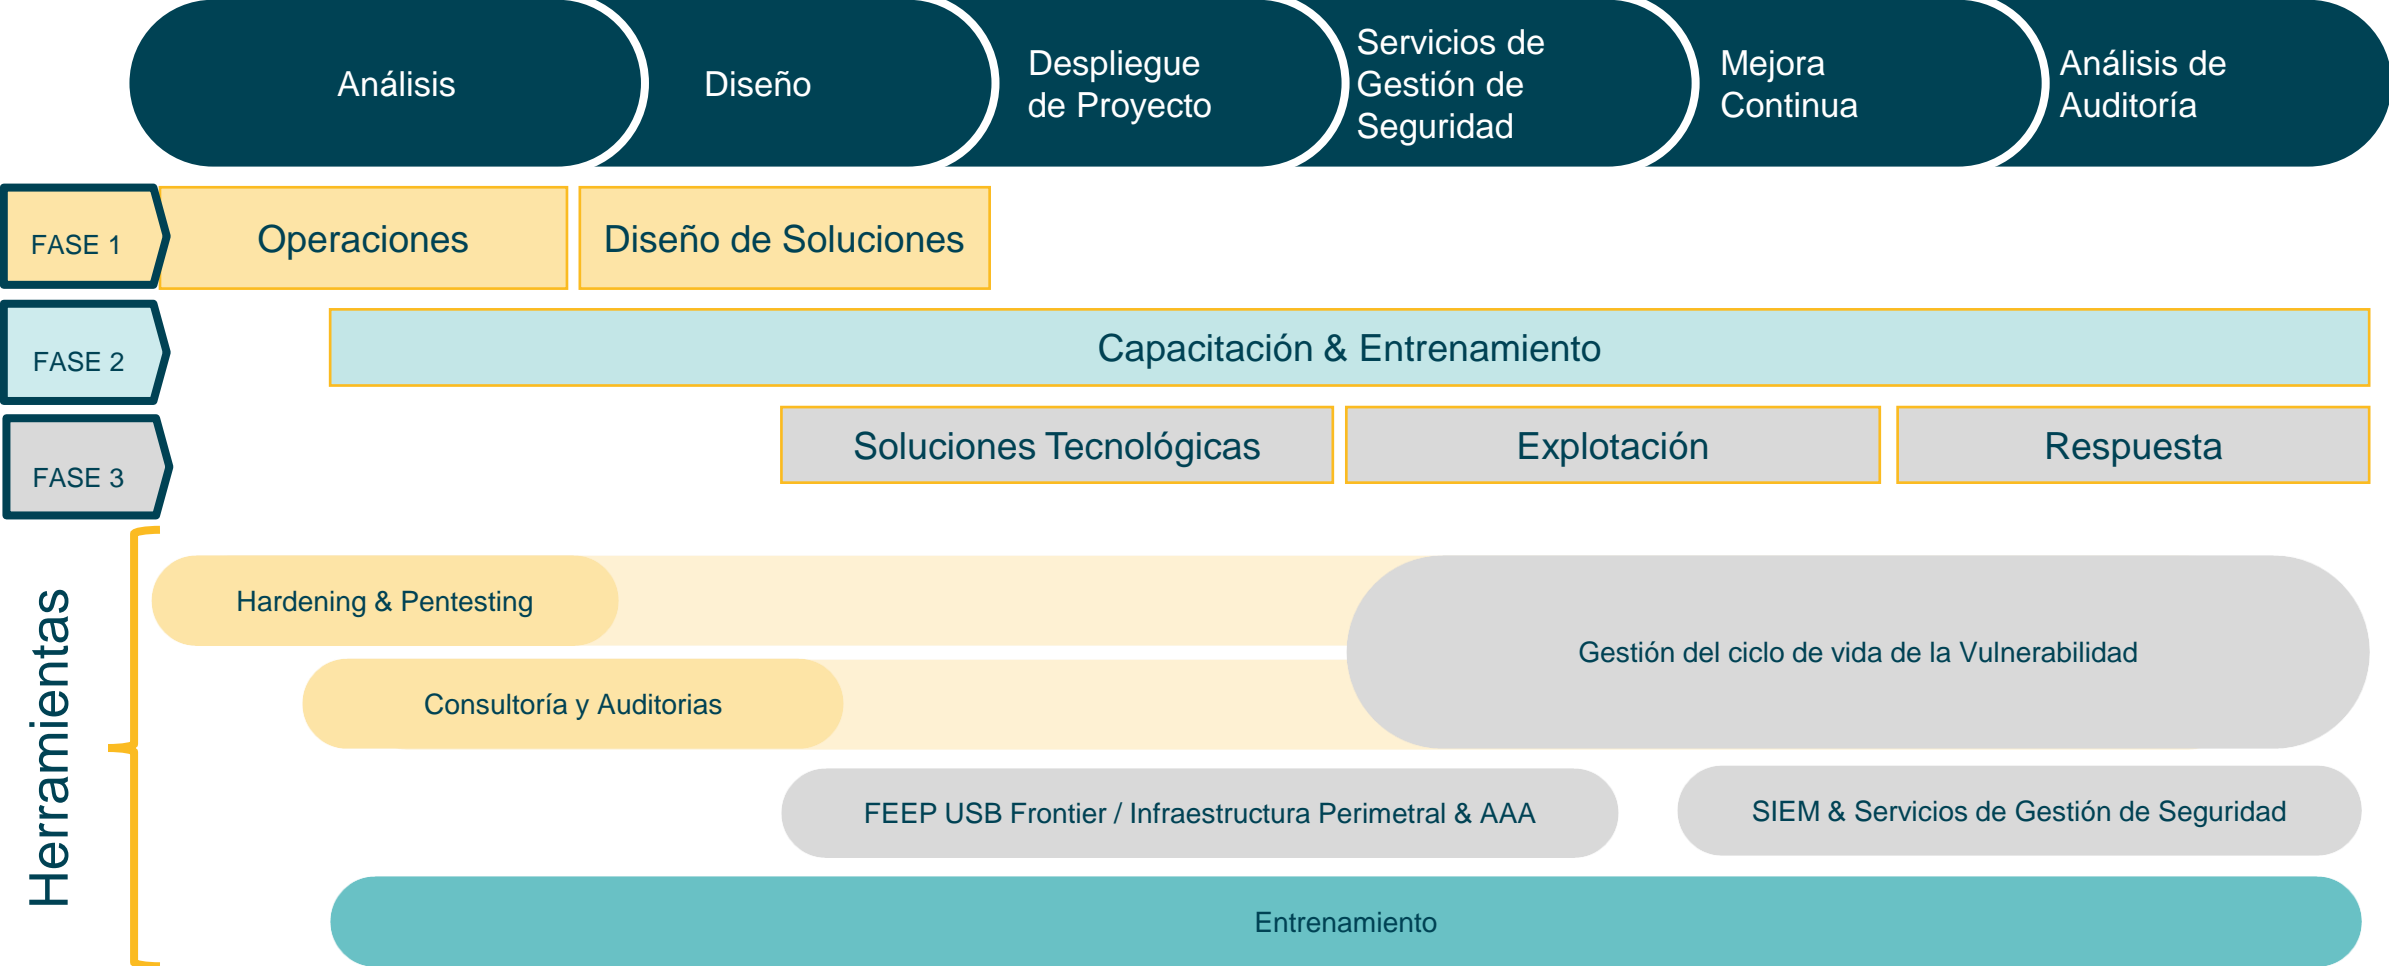 Análisis
Diseño
Despliegue
de Proyecto
Servicios de
Gestión de
Seguridad
Mejora
Continua
Análisis de
Auditoría
FASE 1
Operaciones
Diseño de Soluciones
FASE 2
Capacitación & Entrenamiento
FASE 3
Soluciones Tecnológicas
Explotación
Respuesta
Herramientas
Hardening & Pentesting
Gestión del ciclo de vida de la Vulnerabilidad
Consultoría y Auditorias
FEEP USB Frontier / Infraestructura Perimetral & AAA
SIEM & Servicios de Gestión de Seguridad
Entrenamiento